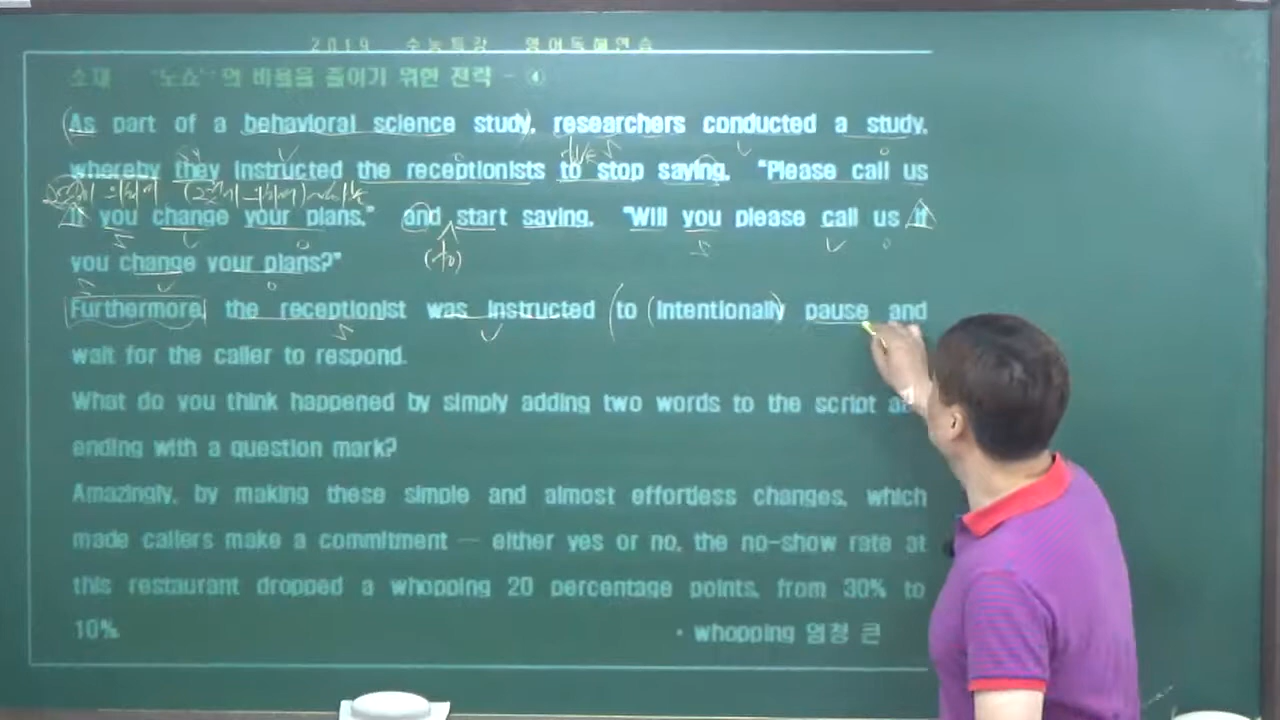 2019 수능특강 영어독해연습
소재 "노쇼"의 비율을 줄이기 위한 전략 - ④
(As part of a behavioral science study), researchers conducted a study,
whereby they instructed the receptionists to stop saying, "Please call us
if you change your plans," and start saying, "Will you please call us if
(to)
you change your plans?"
Furthermore, the receptionist was instructed (to (intentionally) pause and
wait for the caller to respond.
What do you think happened by simply adding two words to the script
ending with a question mark?
Amazingly, by making these simple and almost effortless changes, which
made callers make a commitment — either yes or no, the no-show rate at
this restaurant dropped a whopping 20 percentage points, from 30% to
10%. • whopping 엄청 큰